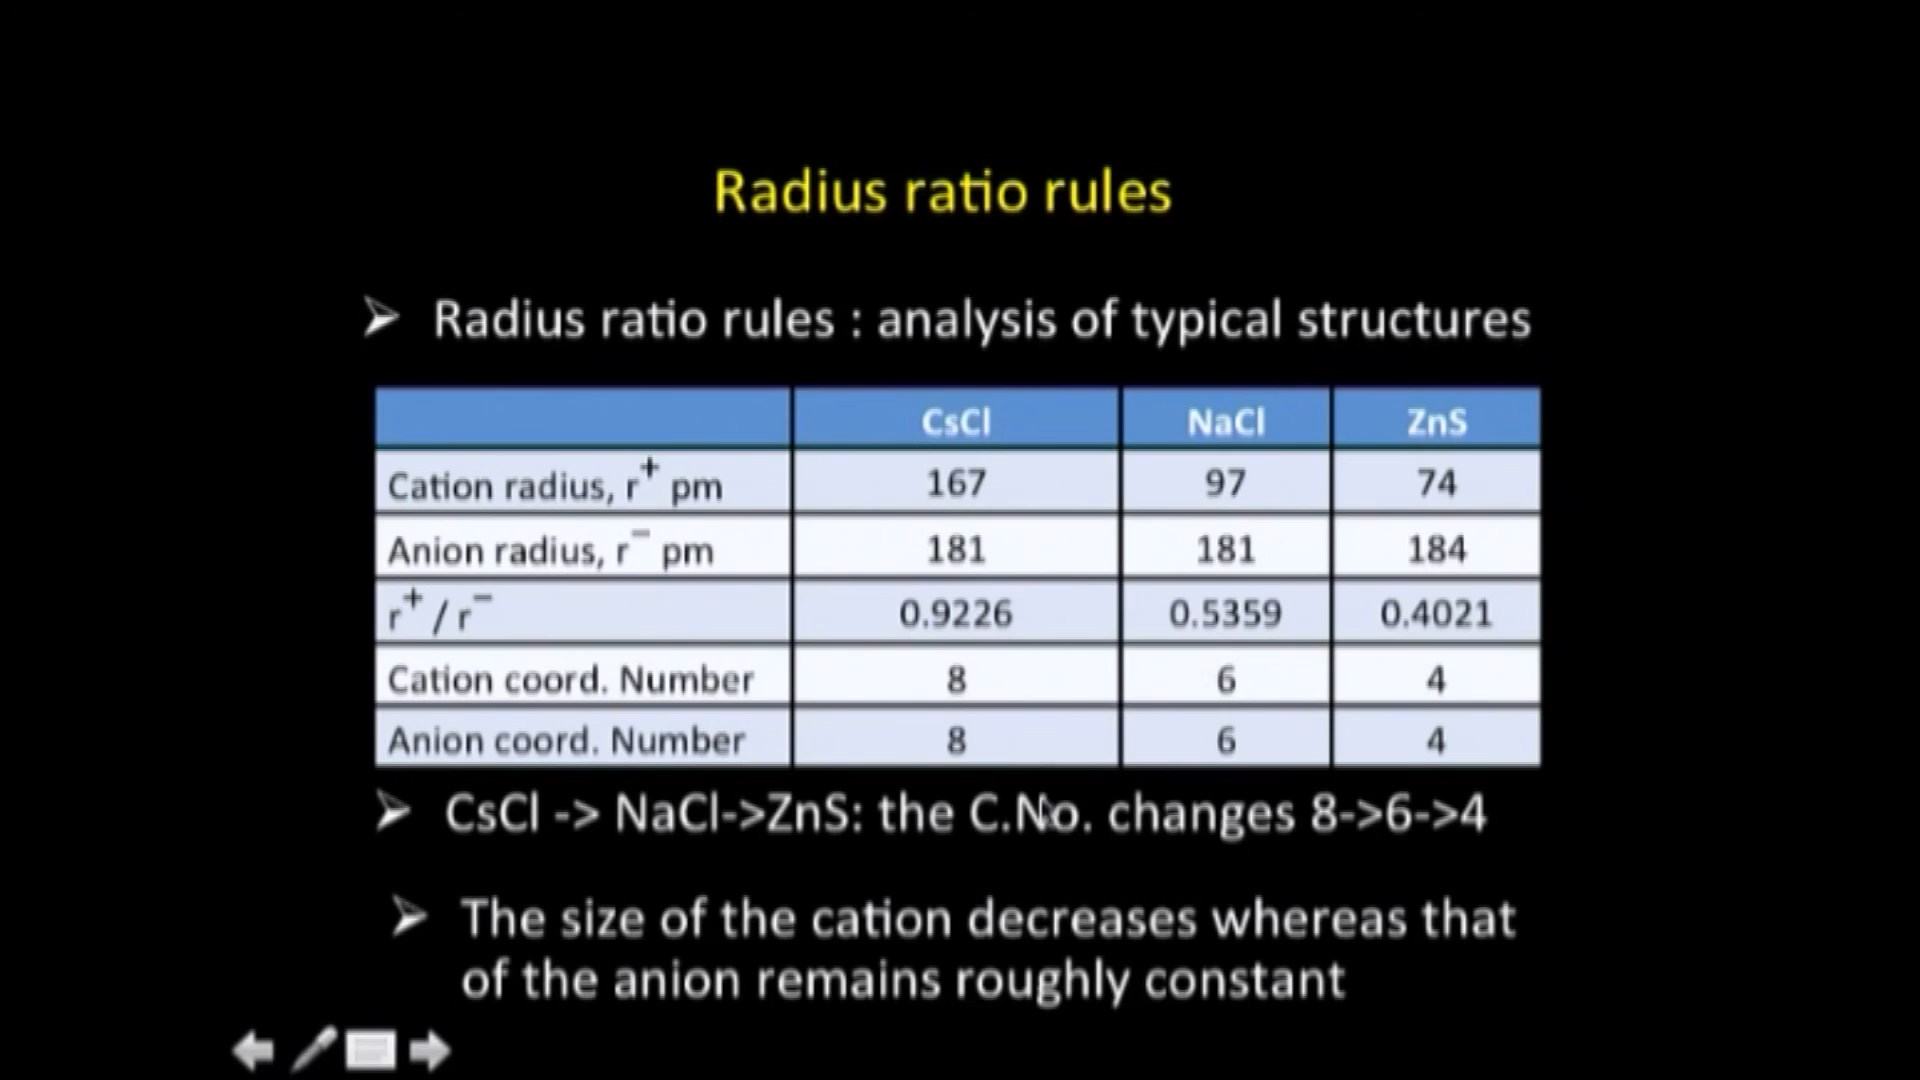 Radius ratio rules
➢ Radius ratio rules : analysis of typical structures
CsCl NaCl ZnS
Cation radius, r⁺ pm 167 97 74
Anion radius, r⁻ pm 181 181 184
r⁺ / r⁻ 0.9226 0.5359 0.4021
Cation coord. Number 8 6 4
Anion coord. Number 8 6 4
➢ CsCl -> NaCl->ZnS: the C.No. changes 8->6->4
➢ The size of the cation decreases whereas that
of the anion remains roughly constant